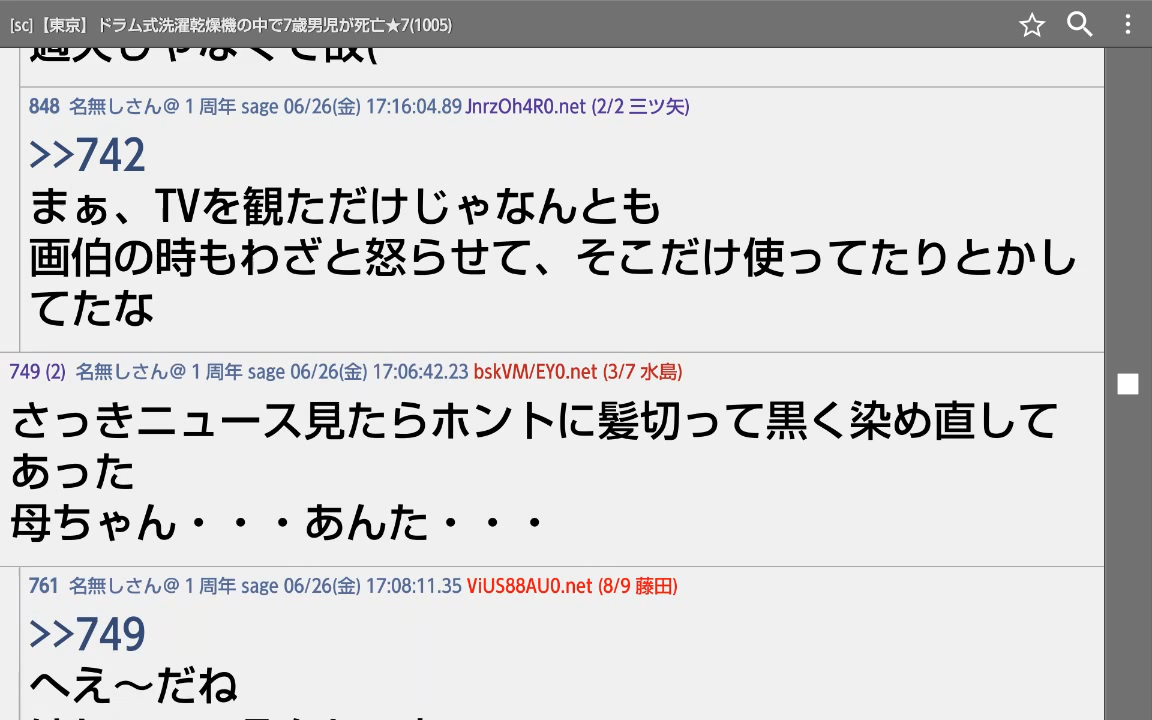 [sc]【東京】ドラム式洗濯乾燥機の中で7歳男児が死亡★7(1005)
848 名無しさん＠1周年 sage 06/26(金) 17:16:04.89 JnrzOh4R0.net (2/2 三ツ矢)
>>742
まぁ、TVを観ただけじゃなんとも
画伯の時もわざと怒らせて、そこだけ使ってたりとかし
てたな
749 (2) 名無しさん＠1周年 sage 06/26(金) 17:06:42.23 bskVM/EY0.net (3/7 水島)
さっきニュース見たらホントに髪切って黒く染め直して
あった
母ちゃん・・・あんた・・・
761 名無しさん＠1周年 sage 06/26(金) 17:08:11.35 ViUS88AU0.net (8/9 藤田)
>>749
へえ～だね